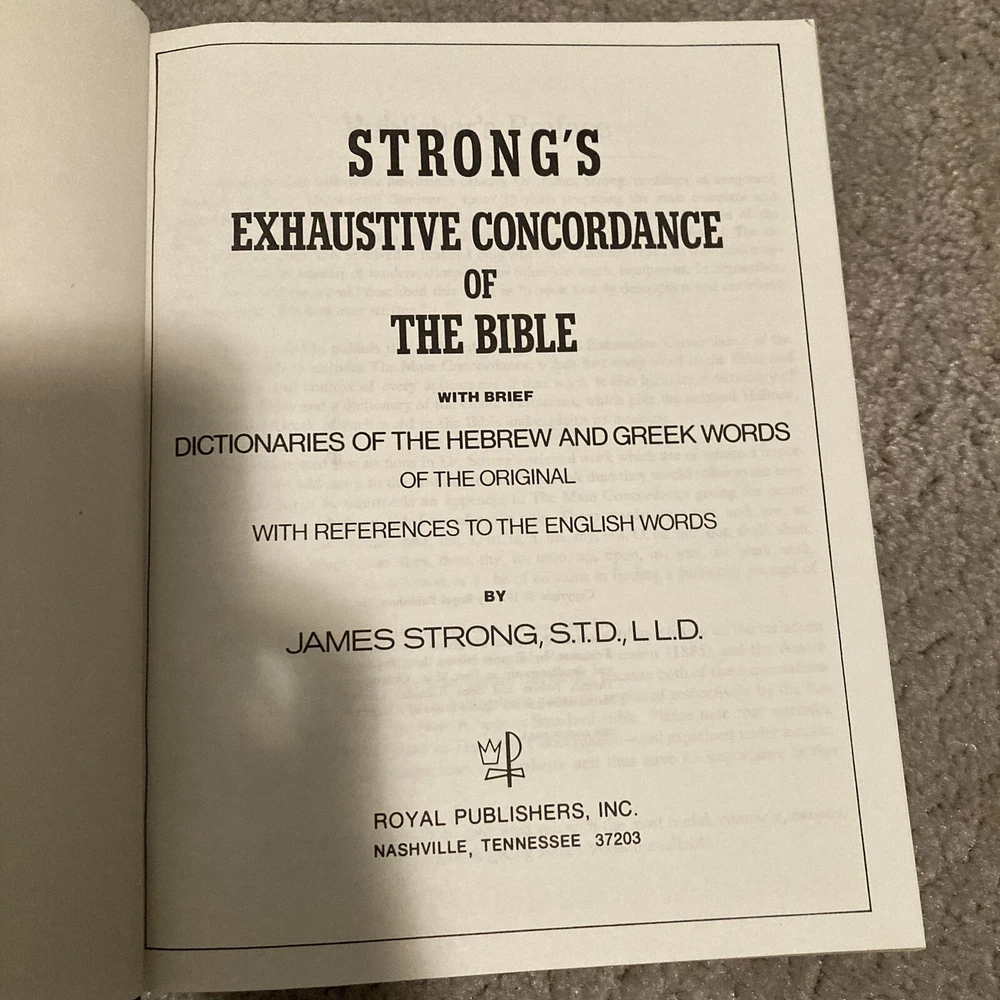 STRONG'S
EXHAUSTIVE CONCORDANCE
OF
THE BIBLE
WITH BRIEF
DICTIONARIES OF THE HEBREW AND GREEK WORDS
OF THE ORIGINAL
WITH REFERENCES TO THE ENGLISH WORDS
BY
JAMES STRONG, S.T.D., L L.D.
ROYAL PUBLISHERS, INC.
NASHVILLE, TENNESSEE 37203